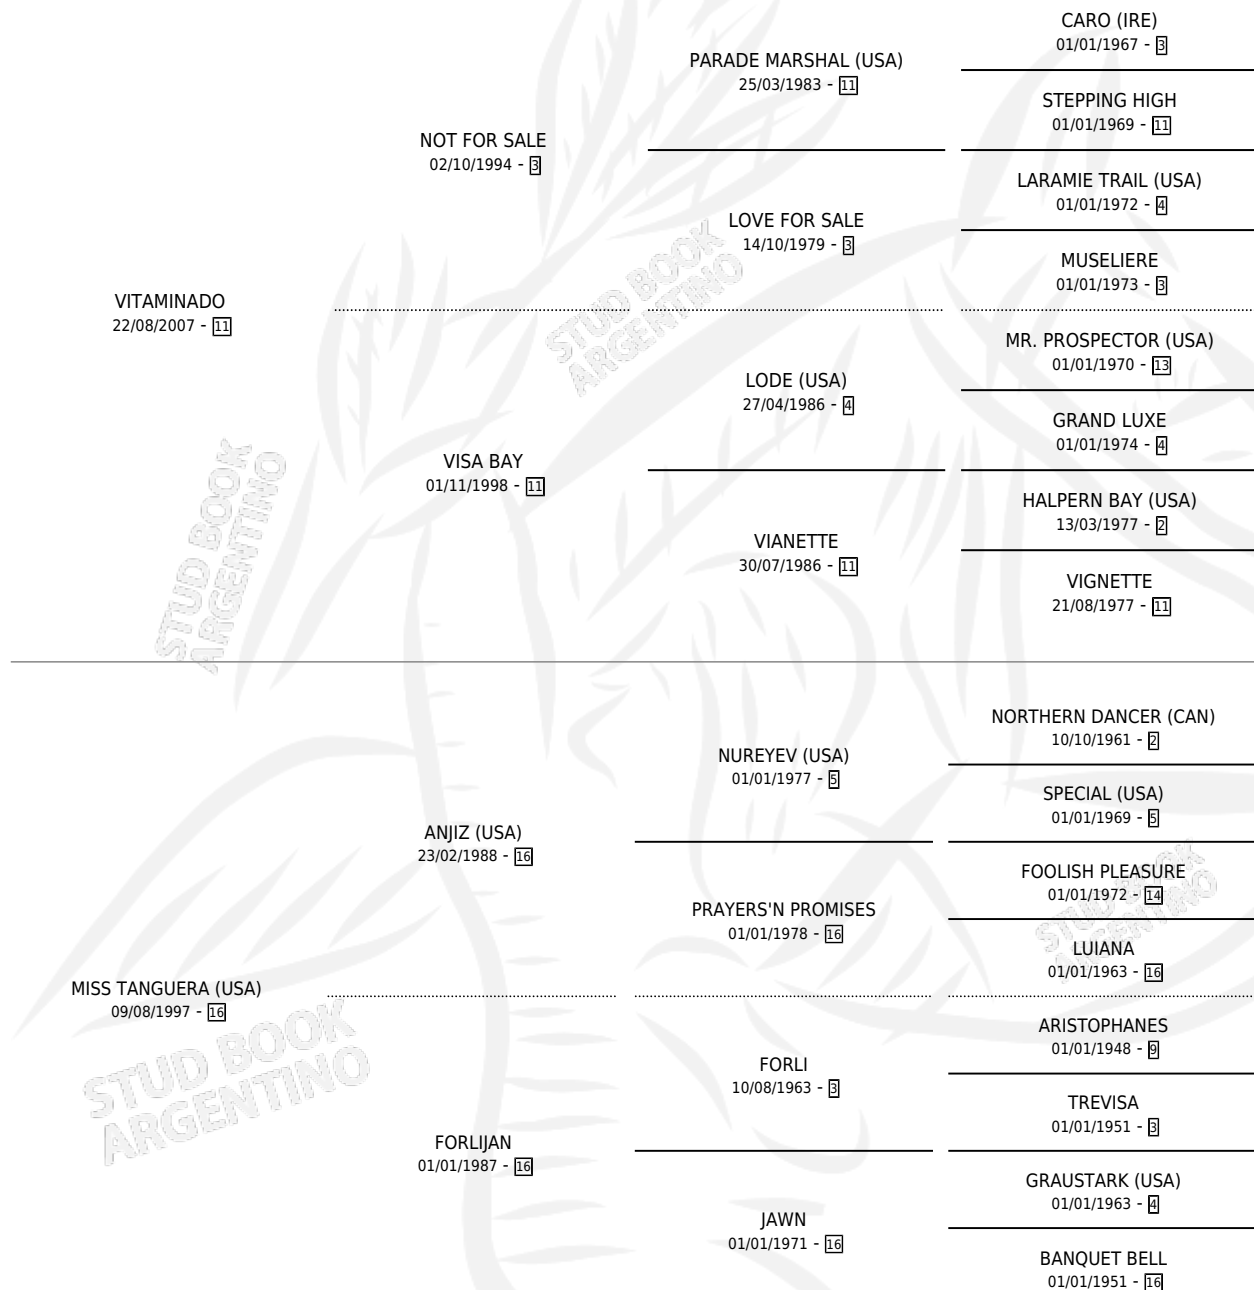 CARO (IRE)
01/01/1967 - 3
PARADE MARSHAL (USA)
25/03/1983 - 11
STEPPING HIGH
01/01/1969 - 11
NOT FOR SALE
02/10/1994 - 3
LARAMIE TRAIL (USA)
01/01/1972 - 4
LOVE FOR SALE
14/10/1979 - 3
MUSELIERE
01/01/1973 - 3
VITAMINADO
22/08/2007 - 11
STUD BOOK
ARGENTINO
MR. PROSPECTOR (USA)
01/01/1970 - 13
LODE (USA)
27/04/1986 - 4
GRAND LUXE
01/01/1974 - 4
VISA BAY
01/11/1998 - 11
HALPERN BAY (USA)
13/03/1977 - 2
VIANETTE
30/07/1986 - 11
VIGNETTE
21/08/1977 - 11
STUD BOOK
ARGENTINO
NORTHERN DANCER (CAN)
10/10/1961 - 2
NUREYEV (USA)
01/01/1977 - 5
SPECIAL (USA)
01/01/1969 - 5
ANJIZ (USA)
23/02/1988 - 16
FOOLISH PLEASURE
01/01/1972 - 14
PRAYERS'N PROMISES
01/01/1978 - 16
LUIANA
01/01/1963 - 16
STUD BOOK
ARGENTINO
MISS TANGUERA (USA)
09/08/1997 - 16
ARISTOPHANES
01/01/1948 - 9
FORLI
10/08/1963 - 3
TREVISA
01/01/1951 - 3
STUD BOOK
ARGENTINO
FORLIJAN
01/01/1987 - 16
GRAUSTARK (USA)
01/01/1963 - 4
JAWN
01/01/1971 - 16
BANQUET BELL
01/01/1951 - 16